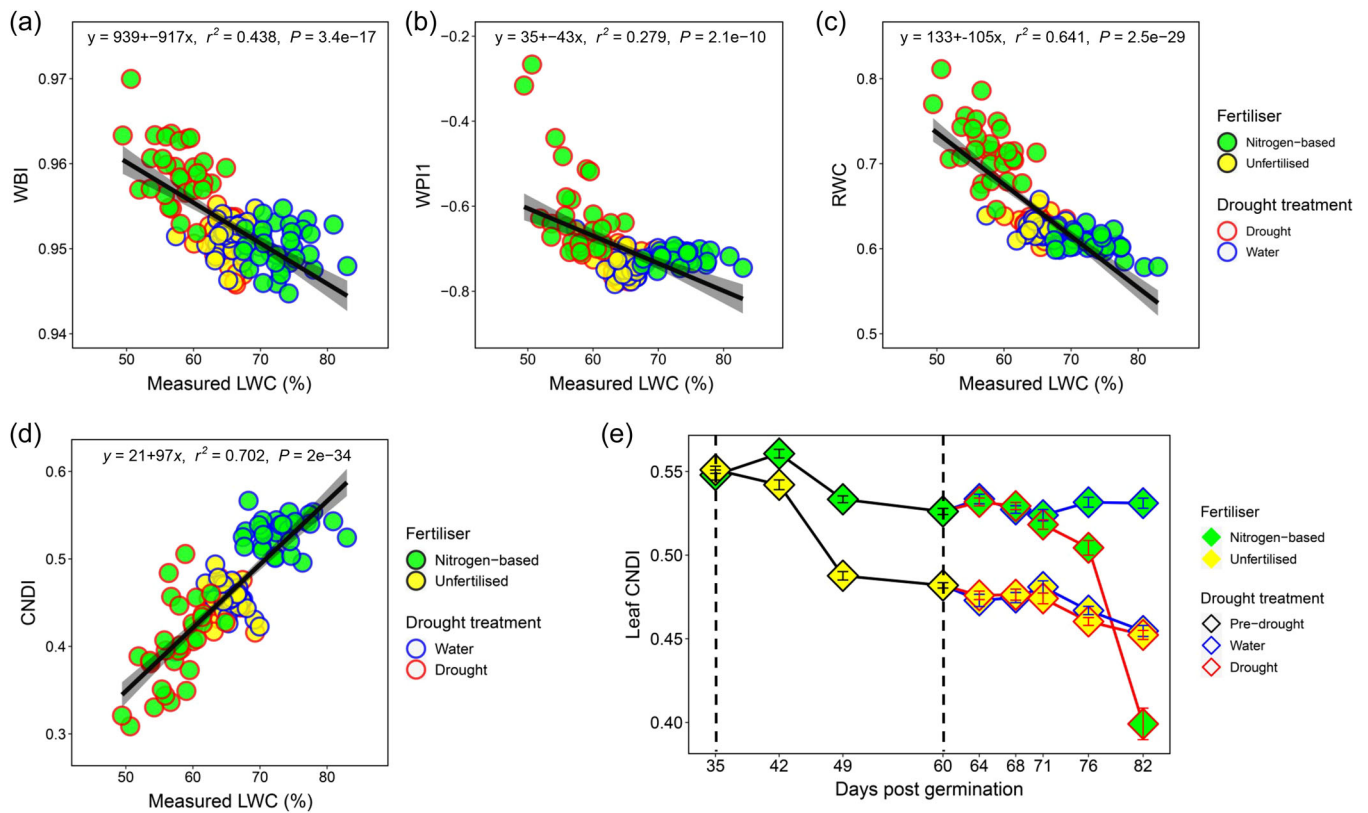 (a)
y = 939+−917x, r² = 0.438, P = 3.4e−17
0.97
0.96
0.95
0.94
WBI
50 60 70 80
Measured LWC (%)
(b)
y = 35+−43x, r² = 0.279, P = 2.1e−10
−0.2
−0.4
−0.6
−0.8
WPI1
50 60 70 80
Measured LWC (%)
(c)
y = 133+-105x, r² = 0.641, P = 2.5e−29
0.8
0.7
0.6
0.5
RWC
50 60 70 80
Measured LWC (%)
Fertiliser
Nitrogen-based
Unfertilised
Drought treatment
Drought
Water
(d)
y = 21+97x, r² = 0.702, P = 2e−34
0.6
0.5
0.4
0.3
CNDI
50 60 70 80
Measured LWC (%)
Fertiliser
Nitrogen-based
Unfertilised
Drought treatment
Water
Drought
(e)
0.55
0.50
0.45
0.40
Leaf CNDI
35 42 49 60 64 68 71 76 82
Days post germination
Fertiliser
Nitrogen-based
Unfertilised
Drought treatment
Pre-drought
Water
Drought